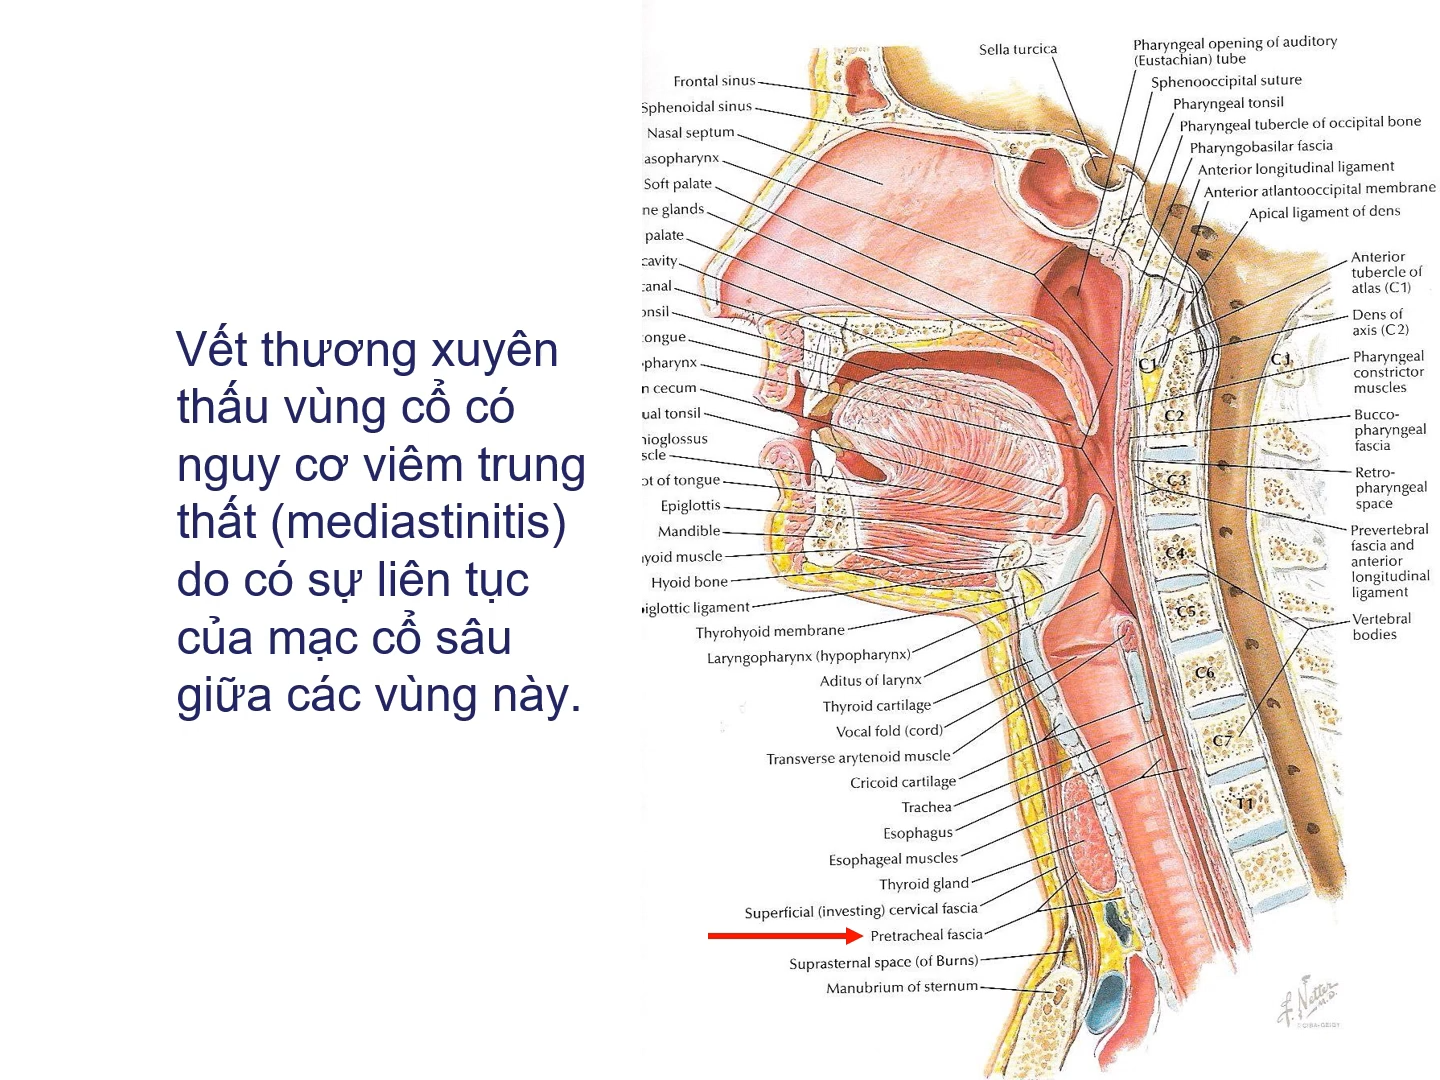 Vết thương xuyên
thấu vùng cổ có
nguy cơ viêm trung
thất (mediastinitis)
do có sự liên tục
của mạc cổ sâu
giữa các vùng này.
Sella turcica
Frontal sinus
Sphenoidal sinus
Nasal septum
asopharynx
Soft palate
ne glands
palate
cavity
canal
onsil
tongue
opharynx
n cecum
ual tonsil
nioglossus
scle
ot of tongue
Epiglottis
Mandible
yoid muscle
Hyoid bone
iglottic ligament
Thyrohyoid membrane
Laryngopharynx (hypopharynx)
Aditus of larynx
Thyroid cartilage
Vocal fold (cord)
Transverse arytenoid muscle
Cricoid cartilage
Trachea
Esophagus
Esophageal muscles
Thyroid gland
Superficial (investing) cervical fascia
Pretracheal fascia
Suprasternal space (of Burns)
Manubrium of sternum
Pharyngeal opening of auditory
(Eustachian) tube
Sphenooccipital suture
Pharyngeal tonsil
Pharyngeal tubercle of occipital bone
Pharyngobasilar fascia
Anterior longitudinal ligament
Anterior atlantooccipital membrane
Apical ligament of dens
Anterior
tubercle of
atlas (C1)
Dens of
axis (C2)
Pharyngeal
constrictor
muscles
Bucco-
pharyngeal
fascia
Retro-
pharyngeal
space
Prevertebral
fascia and
anterior
longitudinal
ligament
Vertebral
bodies
C1
C1
C2
C3
C4
C5
C6
C7
T1
F. Netter
M.D.
© CIBA-GEIGY